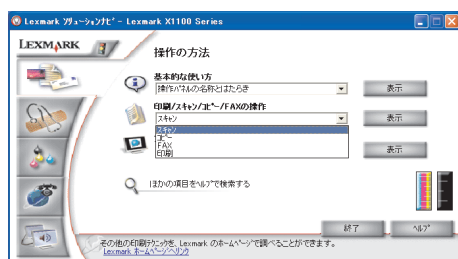 Lexmark ｿﾘｭｰｼｮﾝﾅﾋﾞ - Lexmark X1100 Series
LEXMARK
操作の方法
基本的な使い方
操作ﾊﾟﾈﾙの名称とはたらき
表示
印刷/ｽｷｬﾝ/ｺﾋﾟｰ/FAXの操作
ｽｷｬﾝ
表示
ｽｷｬﾝ
ｺﾋﾟｰ
FAX
印刷
表示
ほかの項目をﾍﾙﾌﾟで検索する
終了
ﾍﾙﾌﾟ
その他の印刷ﾃｸﾆｯｸを、Lexmark のﾎｰﾑﾍﾟｰｼﾞで調べることができます。
Lexmark ﾎｰﾑﾍﾟｰｼﾞへﾘﾝｸ